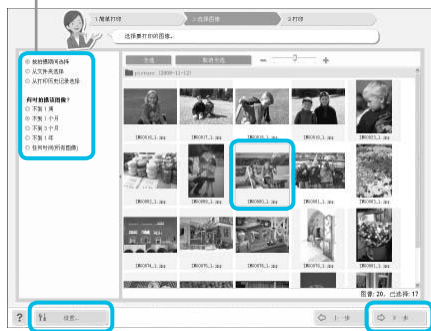 1 简单打印
2 选择图像
3 打印
选择要打印的图像。
按拍摄期间选择
从文件夹选择
从打印历史记录选择
何时拍摄该图像?
不到 1 周
不到 1 个月
不到 3 个月
不到 1 年
任何时间(所有图像)
全选
取消全选
picture (2008-11-12)
图像: 20, 已选择: 17
?
设置...
上一步
下一步